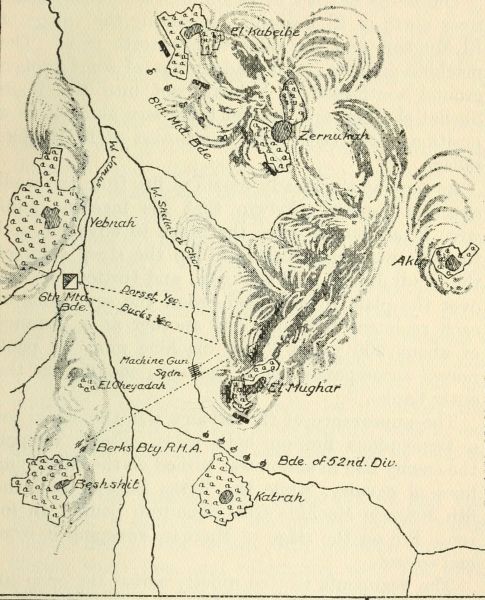 El Kubeibe
8th. Mtd. Bde.
Zernukah
W. Jamus
W. Shellal el Ghor
Yebnah
Akir
6th. Mtd.
Bde.
Dorset Yeo.
Bucks Yeo.
Machine Gun
Sqdn.
El Gheyadah
El Mughar
Berks Bty R.H.A.
Bde. of 52nd. Div.
Beshshit
Katrah